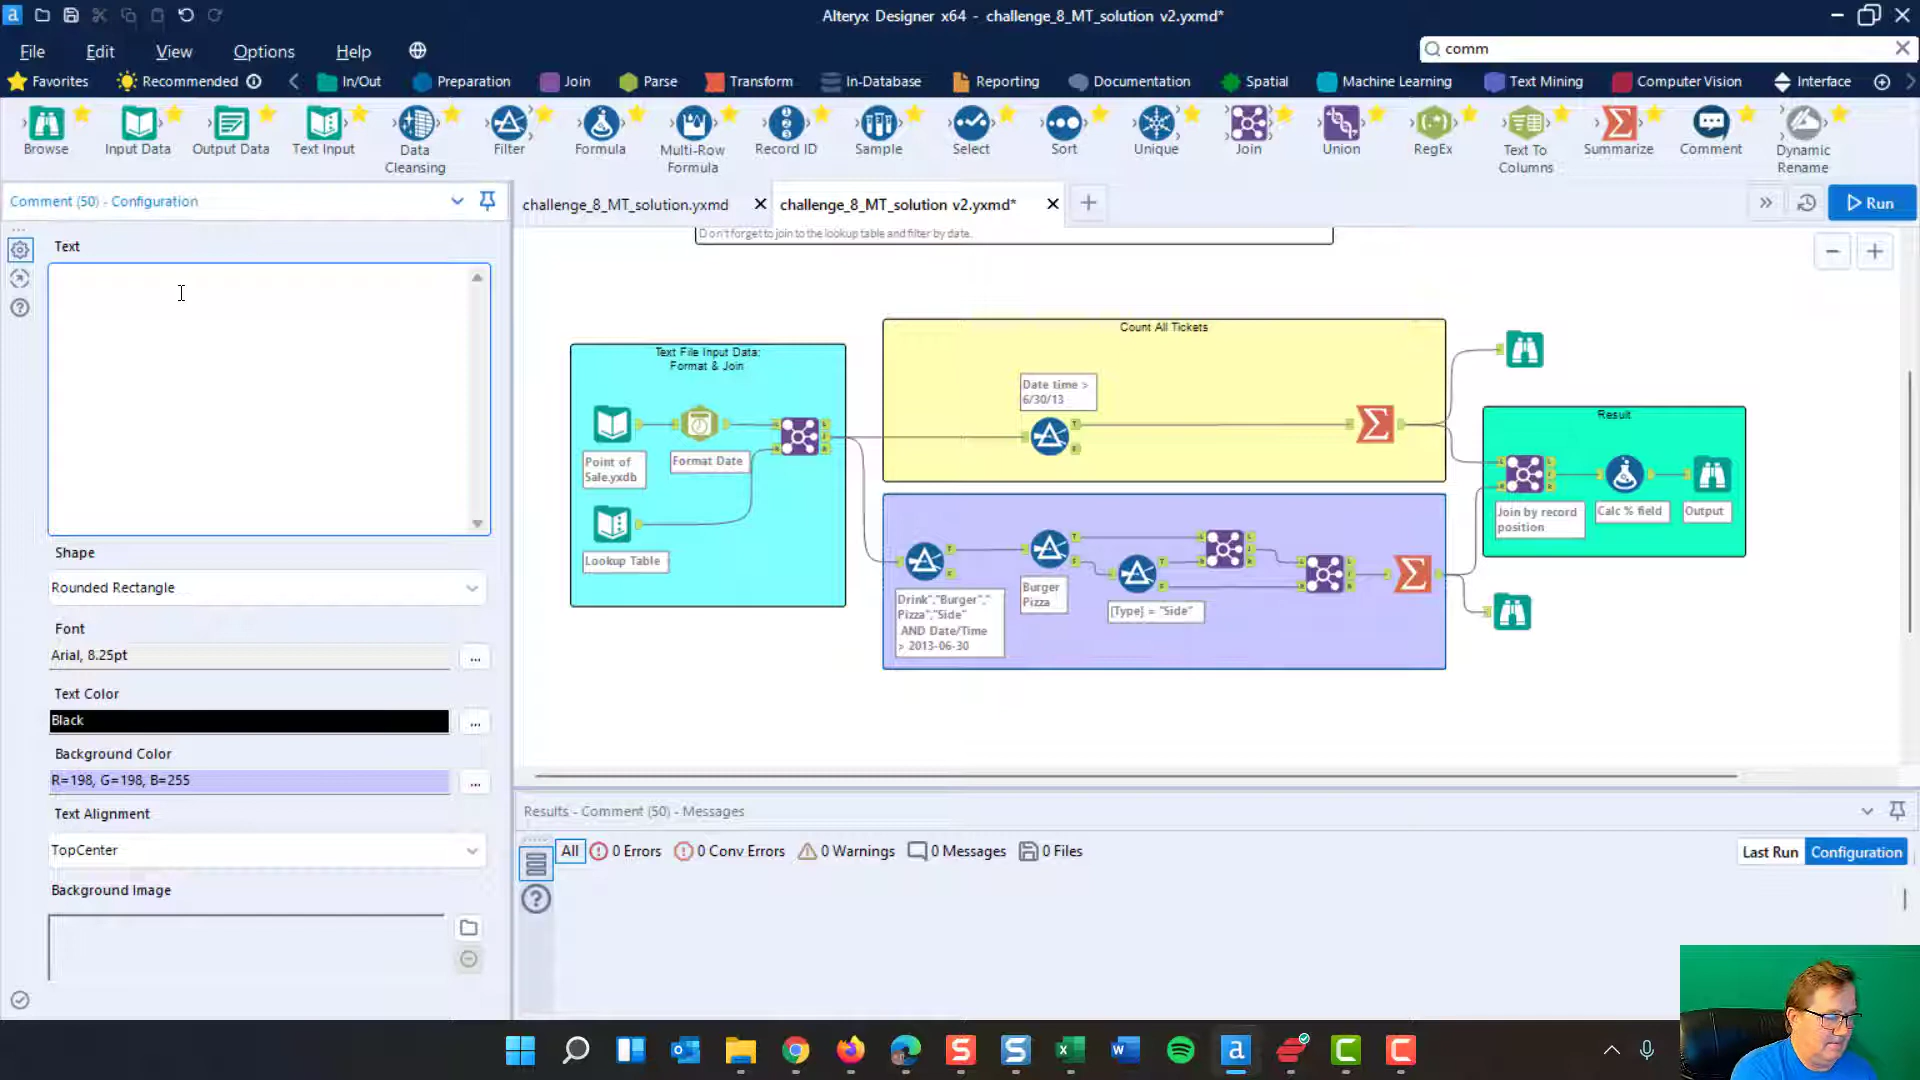 Alteryx Designer x64 - challenge_8_MT_solution v2.yxmd*
File Edit View Options Help
comm
Favorites Recommended In/Out Preparation Join Parse Transform In-Database Reporting Documentation Spatial Machine Learning Text Mining Computer Vision Interface
Browse Input Data Output Data Text Input Data Cleansing Filter Formula Multi-Row Formula Record ID Sample Select Sort Unique Join Union RegEx Text To Columns Summarize Comment Dynamic Rename
Comment (50) - Configuration
challenge_8_MT_solution.yxmd
challenge_8_MT_solution v2.yxmd*
Run
Text
Shape
Rounded Rectangle
Font
Arial, 8.25pt
...
Text Color
Black
...
Background Color
R=198, G=198, B=255
...
Text Alignment
TopCenter
Background Image
Don't forget to join to the lookup table and filter by date.
Text File Input Data:
Format & Join
Point of
Sale.yxdb
Format Date
Lookup Table
Count All Tickets
Date time >
6/30/13
Drink","Burger","
Pizza","Side"
AND Date/Time
> 2013-06-30
Burger
Pizza
[Type] = "Side"
Result
Join by record
position
Calc % field
Output
Results - Comment (50) - Messages
All 0 Errors 0 Conv Errors 0 Warnings 0 Messages 0 Files
Last Run Configuration